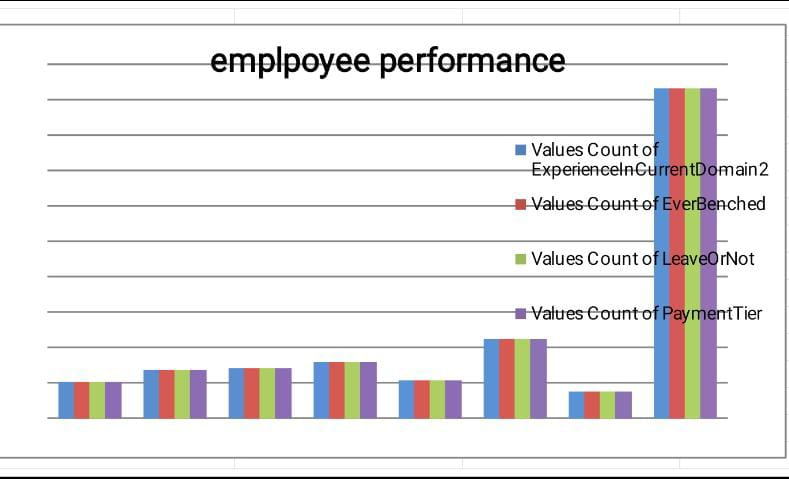 emplpoyee performance
Values Count of
ExperienceInCurrentDomain2
Values Count of EverBenched
Values Count of LeaveOrNot
Values Count of PaymentTier